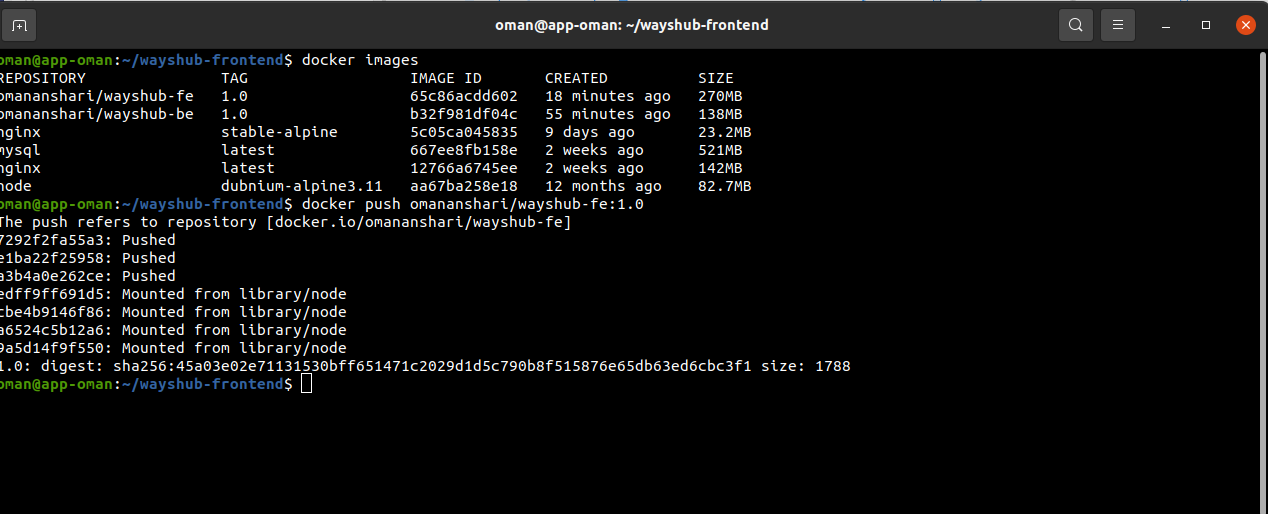 oman@app-oman: ~/wayshub-frontend
oman@app-oman:~/wayshub-frontend$ docker images
REPOSITORY TAG IMAGE ID CREATED SIZE
omananshari/wayshub-fe 1.0 65c86acdd602 18 minutes ago 270MB
omananshari/wayshub-be 1.0 b32f981df04c 55 minutes ago 138MB
nginx stable-alpine 5c05ca045835 9 days ago 23.2MB
mysql latest 667ee8fb158e 2 weeks ago 521MB
nginx latest 12766a6745ee 2 weeks ago 142MB
node dubnium-alpine3.11 aa67ba258e18 12 months ago 82.7MB
oman@app-oman:~/wayshub-frontend$ docker push omananshari/wayshub-fe:1.0
The push refers to repository [docker.io/omananshari/wayshub-fe]
7292f2fa55a3: Pushed
e1ba22f25958: Pushed
a3b4a0e262ce: Pushed
edff9ff691d5: Mounted from library/node
cbe4b9146f86: Mounted from library/node
a6524c5b12a6: Mounted from library/node
9a5d14f9f550: Mounted from library/node
1.0: digest: sha256:45a03e02e71131530bff651471c2029d1d5c790b8f515876e65db63ed6cbc3f1 size: 1788
oman@app-oman:~/wayshub-frontend$